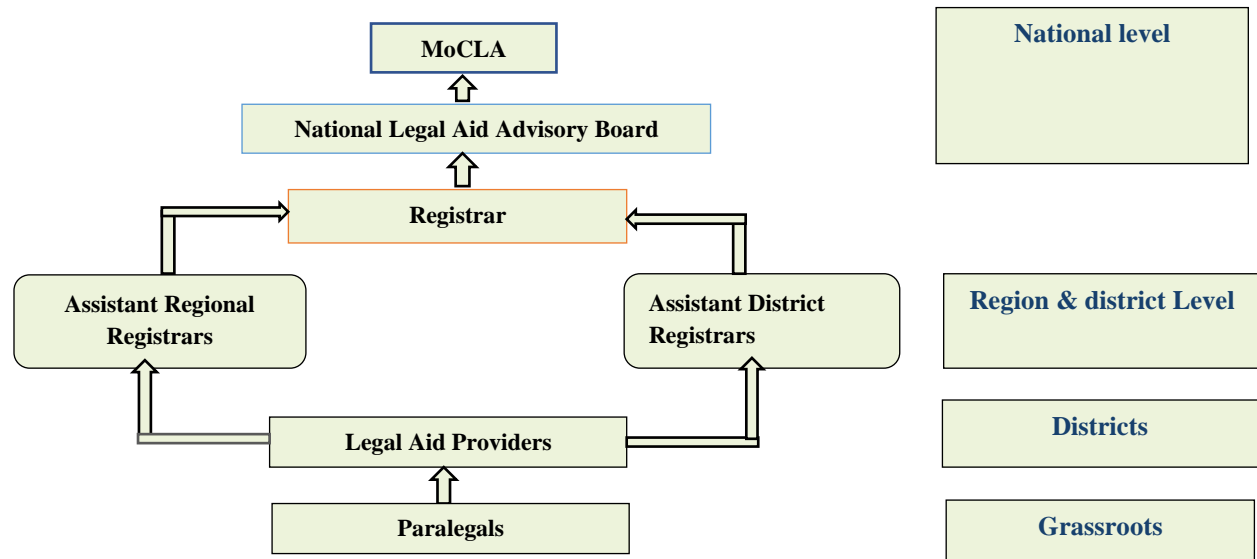 MoCLA
National level
National Legal Aid Advisory Board
Registrar
Assistant Regional
Registrars
Assistant District
Registrars
Region & district Level
Legal Aid Providers
Districts
Paralegals
Grassroots